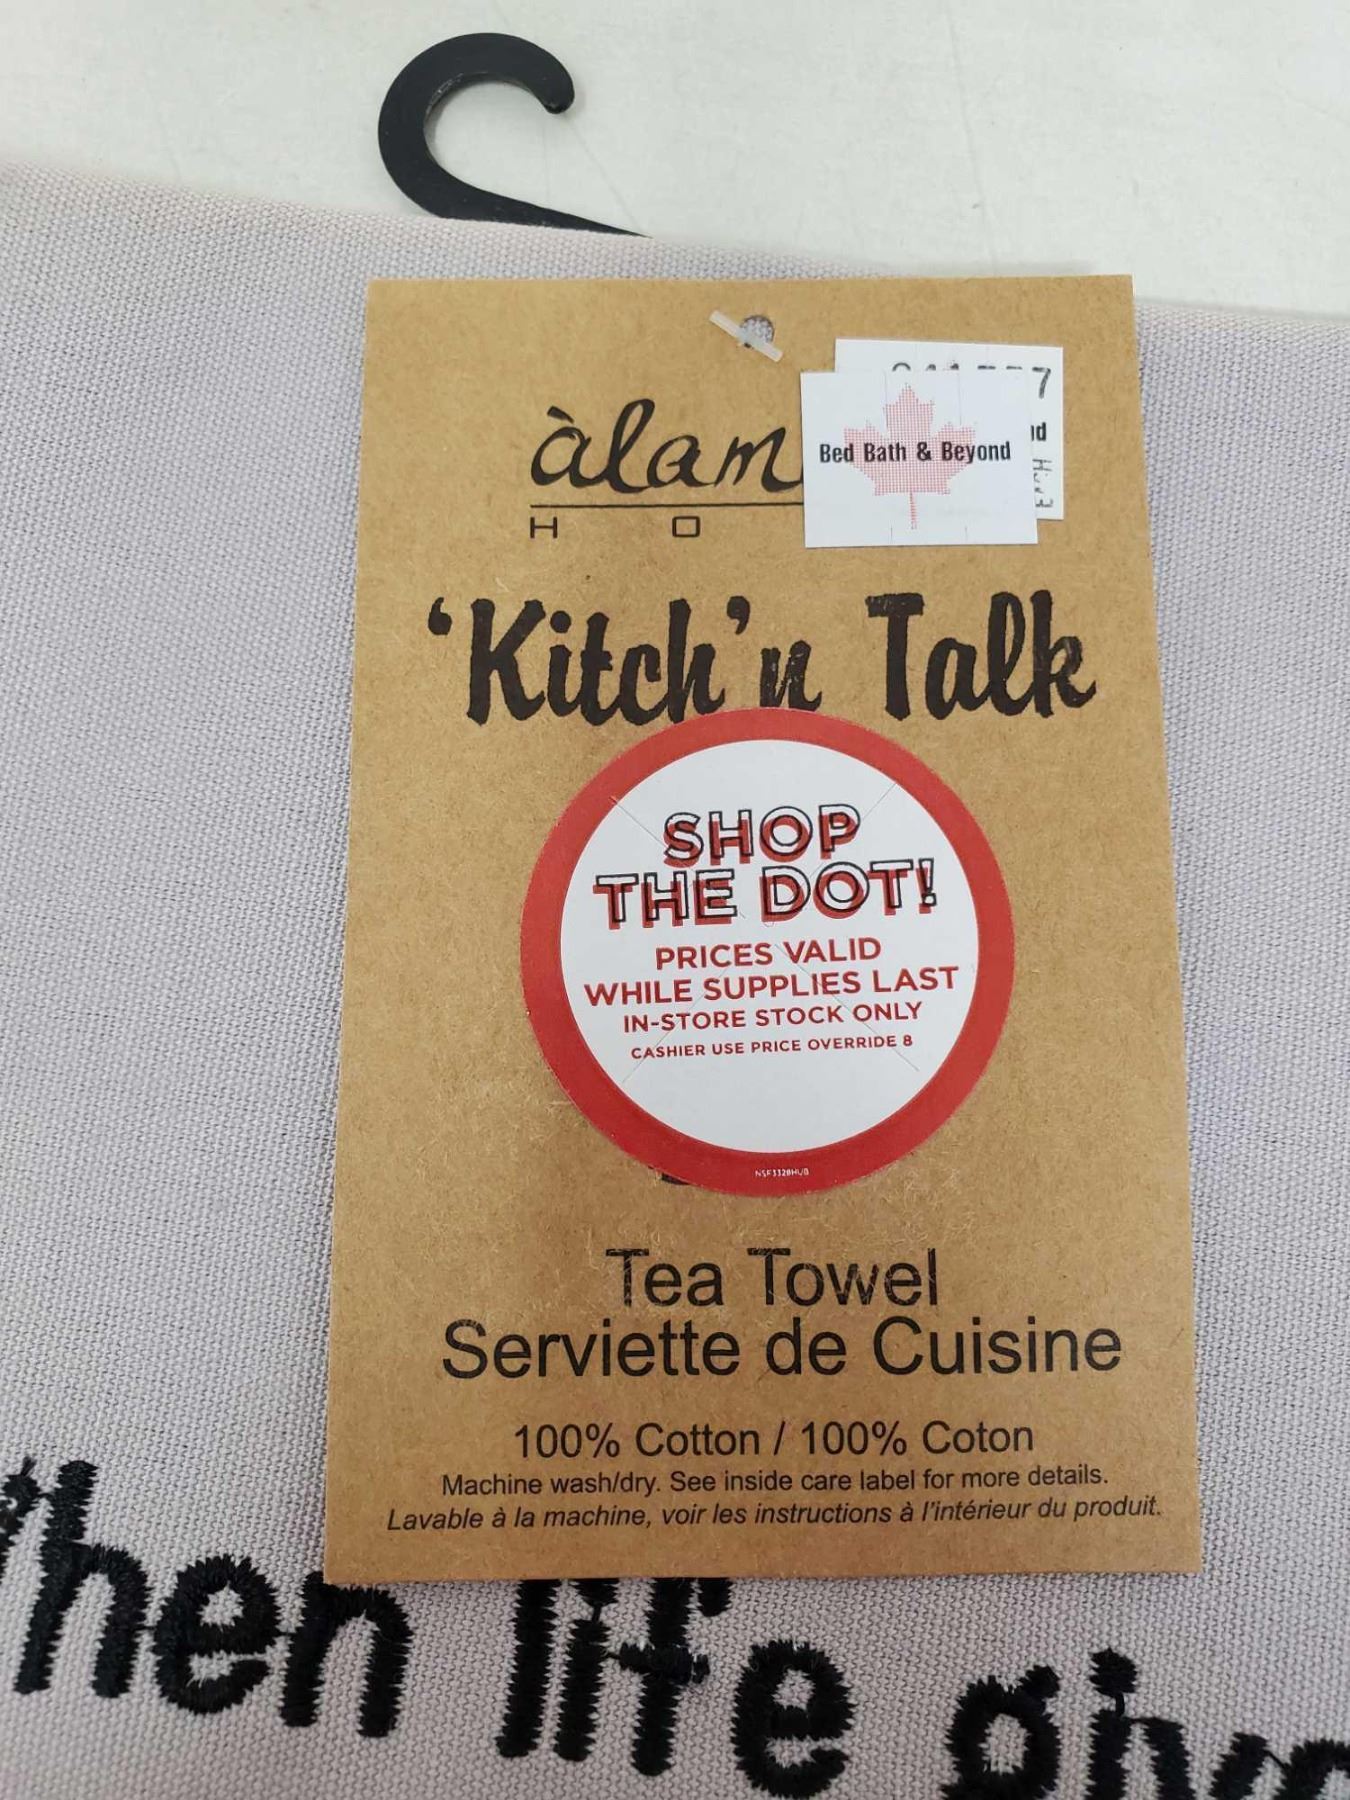 àlam
H O
Bed Bath & Beyond
'Kitch'n Talk
SHOP
THE DOT!
PRICES VALID
WHILE SUPPLIES LAST
IN-STORE STOCK ONLY
CASHIER USE PRICE OVERRIDE 8
Tea Towel
Serviette de Cuisine
100% Cotton / 100% Coton
Machine wash/dry. See inside care label for more details.
Lavable à la machine, voir les instructions à l'intérieur du produit.
hen life give